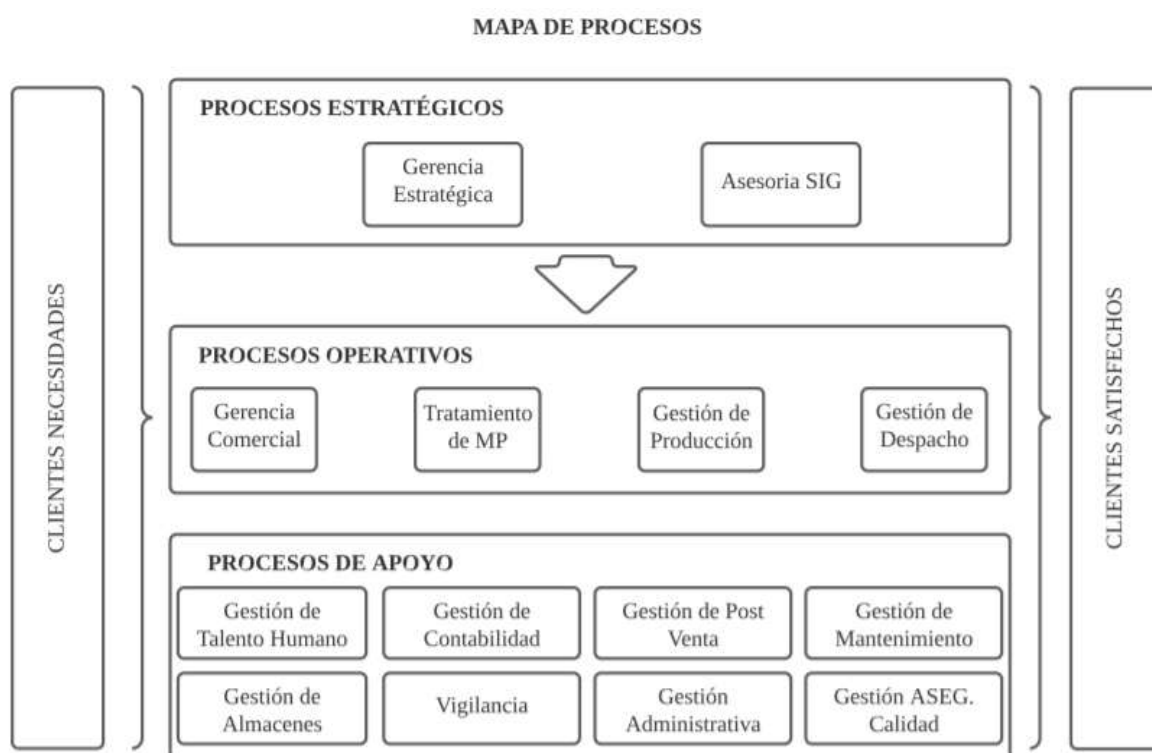 MAPA DE PROCESOS
CLIENTES NECESIDADES
PROCESOS ESTRATÉGICOS
Gerencia
Estratégica
Asesoria SIG
PROCESOS OPERATIVOS
Gerencia
Comercial
Tratamiento
de MP
Gestión de
Producción
Gestión de
Despacho
PROCESOS DE APOYO
Gestión de
Talento Humano
Gestión de
Contabilidad
Gestión de Post
Venta
Gestión de
Mantenimiento
Gestión de
Almacenes
Vigilancia
Gestión
Administrativa
Gestión ASEG.
Calidad
CLIENTES SATISFECHOS